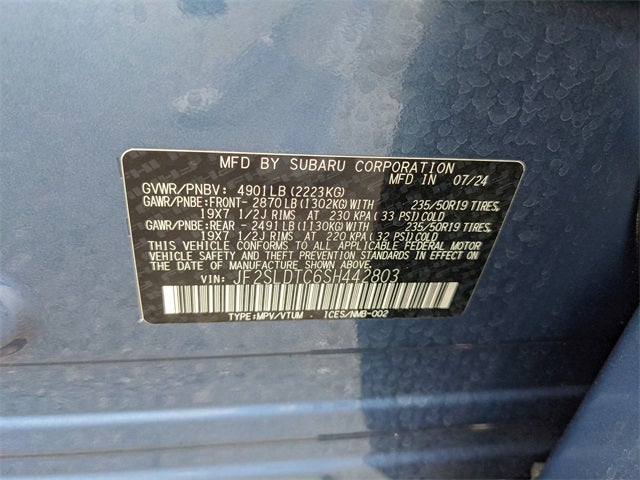 MFD BY SUBARU CORPORATION
GVWR/PNBV: 4901LB(2223KG) MFD IN 07/24
GAWR/PNBE:FRONT- 2870LB(1302KG)WITH 235/50R19 TIRES,
19X7 1/2J RIMS AT 230 KPA(33 PSI)COLD
GAWR/PNBE:REAR - 2491LB(1130KG)WITH 235/50R19 TIRES,
19X7 1/2J RIMS AT 220 KPA(32 PSI)COLD
THIS VEHICLE CONFORMS TO ALL APPLICABLE FEDERAL MOTOR
VEHICLE SAFETY AND THEFT PREVENTION STANDARDS IN EFFECT
ON THE DATE OF MANUFACTURE SHOWN ABOVE.
VIN: JF2SLDTC6SH442803
TYPE:MPV/VTUM ICES/NMB-002